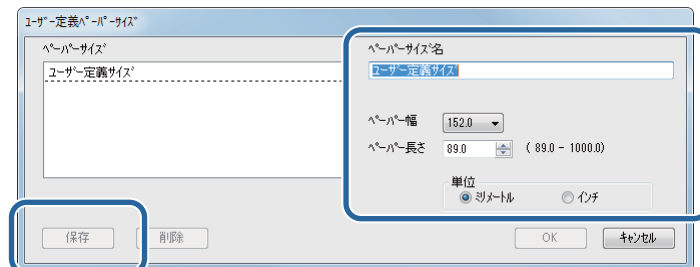 ユーザー定義ペーパーサイズ
ペーパーサイズ
ユーザー定義サイズ
ペーパーサイズ名
ユーザー定義サイズ
ペーパー幅 152.0
ペーパー長さ 89.0 ( 89.0 - 1000.0)
単位
ミリメートル インチ
保存 削除 OK キャンセル